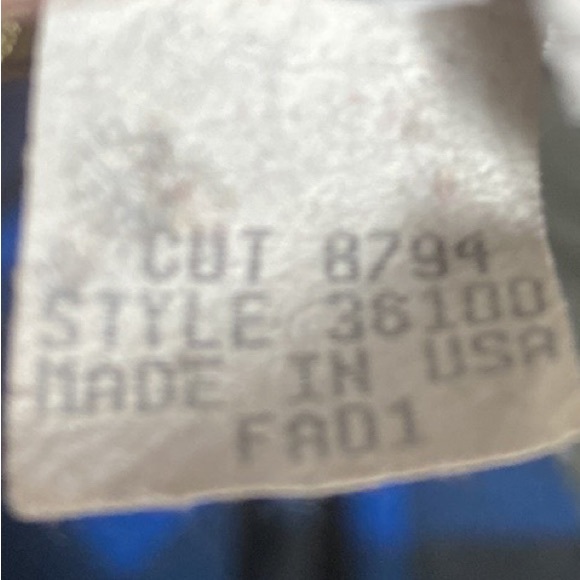 CUT 8794
STYLE 36100
MADE IN USA
FA01